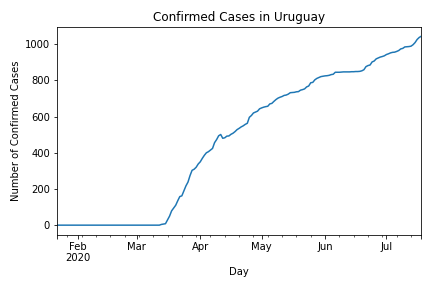 Confirmed Cases in Uruguay
Number of Confirmed Cases
1000
800
600
400
200
0
Feb Mar Apr May Jun Jul
2020
Day